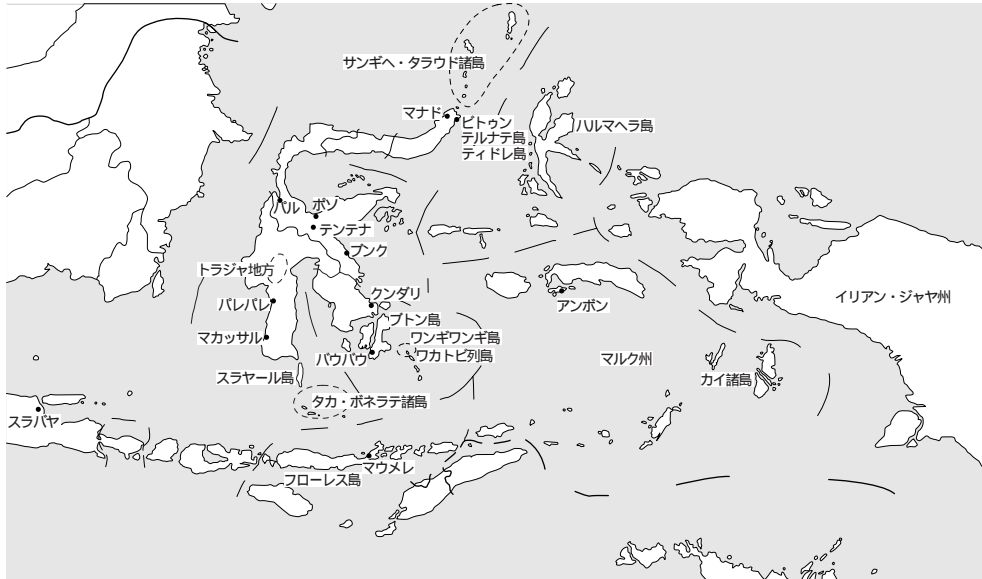 サンギヘ・タラウド諸島
マナド
ビトゥン
テルナテ島
ティドレ島
ハルマヘラ島
パル
ポソ
テンテナ
ブンク
トラジャ地方
パレパレ
クンダリ
ブトン島
アンボン
イリアン・ジャヤ州
マカッサル
バウバウ
ワンギワンギ島
ワカトビ列島
マルク州
カイ諸島
スラヤール島
タカ・ボネラテ諸島
スラバヤ
マウメレ
フローレス島